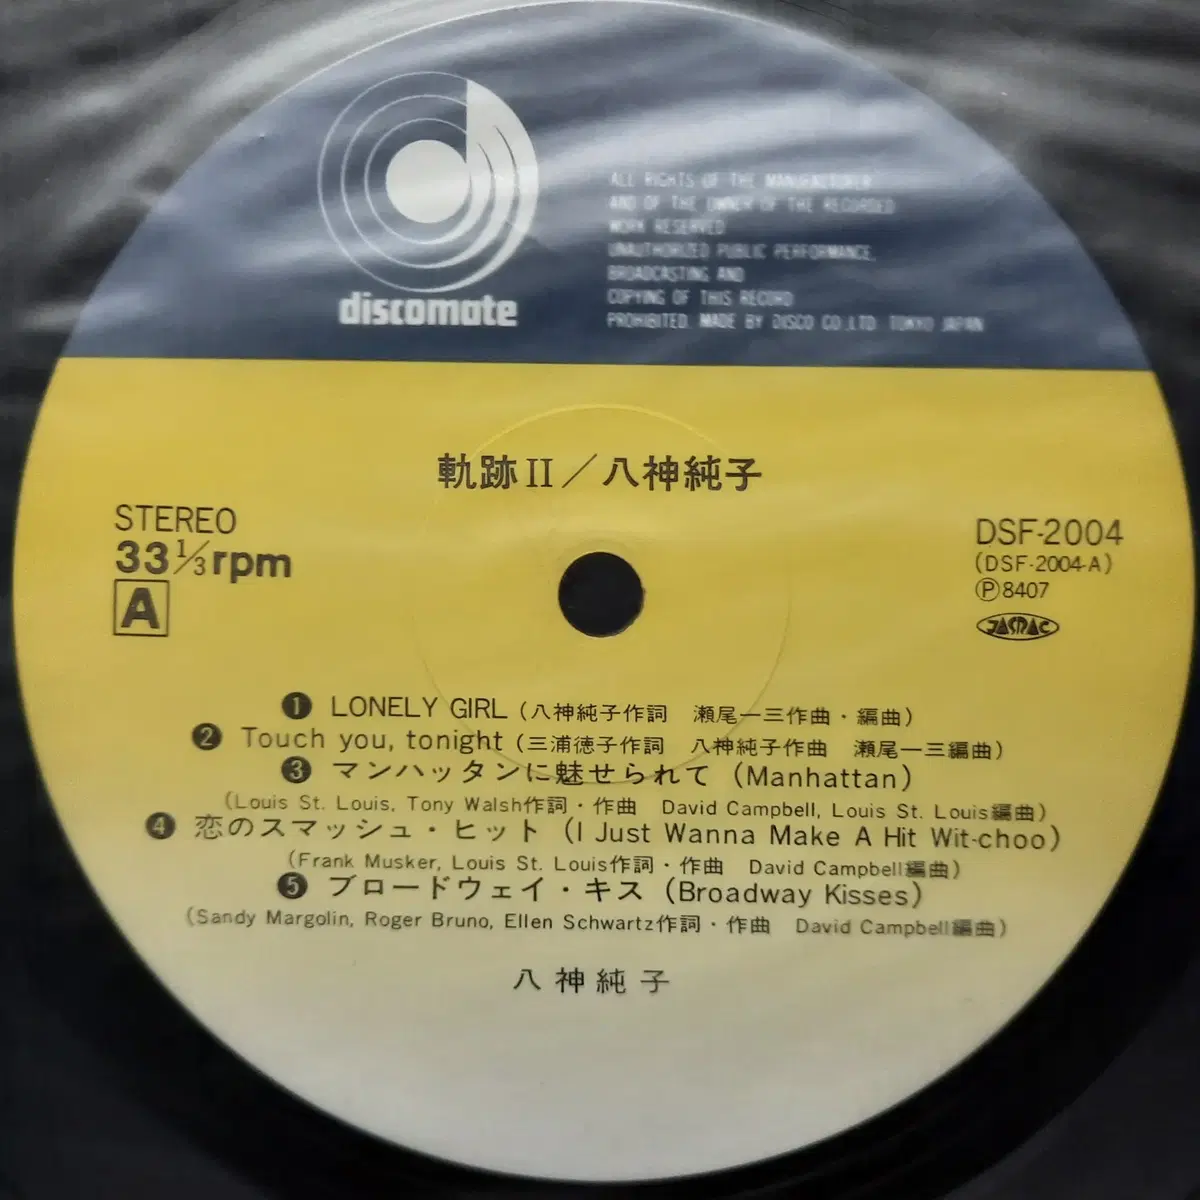 discomate
ALL RIGHTS OF THE MANUFACTURER
AND OF THE OWNER OF THE RECORDED
WORK RESERVED
UNAUTHORIZED PUBLIC PERFORMANCE,
BROADCASTING AND
COPYING OF THIS RECORD
PROHIBITED. MADE BY DISCO CO.,LTD. TOKYO JAPAN
軌跡II/八神純子
STEREO
33 1/3 rpm
A
DSF-2004
(DSF-2004-A)
Ⓟ8407
JASRAC
❶ LONELY GIRL (八神純子作詞 瀬尾一三作曲・編曲)
❷ Touch you, tonight (三浦徳子作詞 八神純子作曲 瀬尾一三編曲)
❸ マンハッタンに魅せられて (Manhattan)
(Louis St. Louis, Tony Walsh作詞・作曲 David Campbell, Louis St. Louis編曲)
❹ 恋のスマッシュ・ヒット (I Just Wanna Make A Hit Wit-choo)
(Frank Musker, Louis St. Louis作詞・作曲 David Campbell編曲)
❺ ブロードウェイ・キス (Broadway Kisses)
(Sandy Margolin, Roger Bruno, Ellen Schwartz作詞・作曲 David Campbell編曲)
八神純子